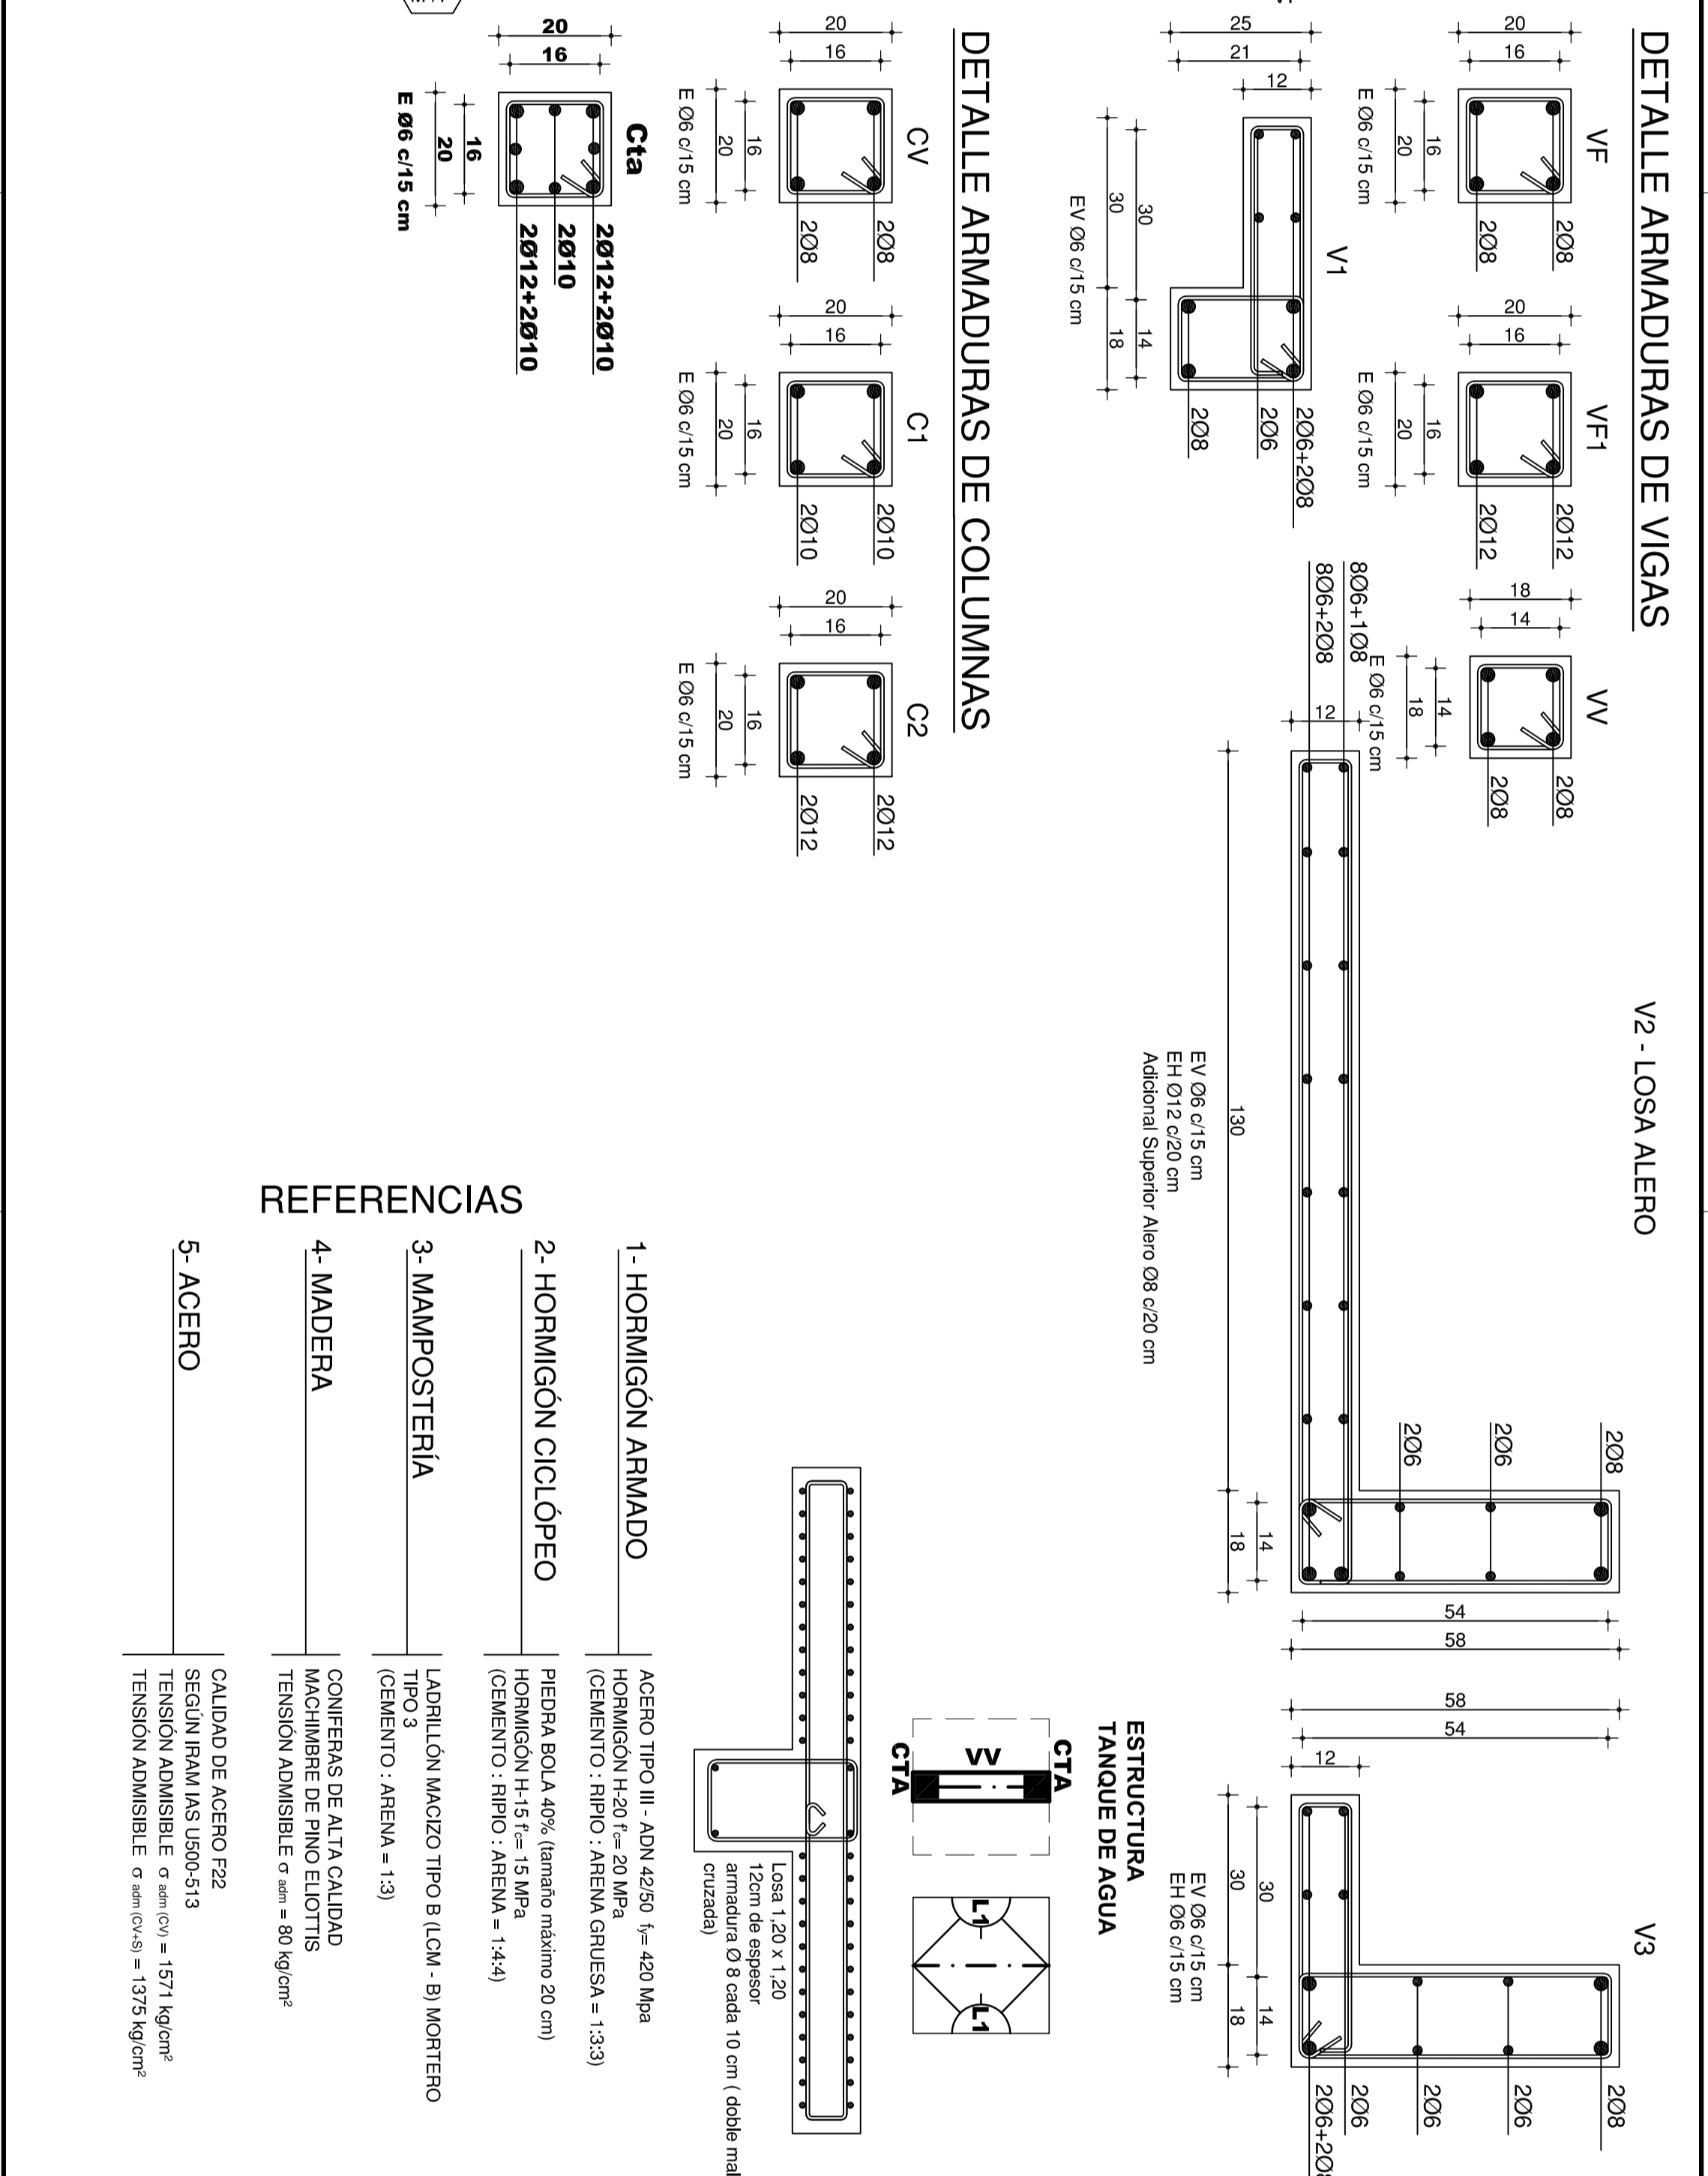 DETALLE ARMADURAS DE VIGAS
VF
20
16
2Ø8
2Ø8
16
20
E Ø6 c/15 cm
VF1
20
16
2Ø12
2Ø12
16
20
E Ø6 c/15 cm
VV
18
14
2Ø8
2Ø8
14
18
E Ø6 c/15 cm
V1
25
21
12
2Ø6+2Ø8
2Ø6
2Ø8
30
14
30
18
EV Ø6 c/15 cm
V2 - LOSA ALERO
8Ø6+1Ø8
8Ø6+2Ø8
12
2Ø8
2Ø6
2Ø6
54
58
14
130
18
EV Ø6 c/15 cm
EH Ø12 c/20 cm
Adicional Superior Alero Ø8 c/20 cm
V3
58
54
12
2Ø8
2Ø6
2Ø6
2Ø6
30
14
30
18
EV Ø6 c/15 cm
EH Ø6 c/15 cm
DETALLE ARMADURAS DE COLUMNAS
CV
20
16
2Ø8
2Ø8
16
20
E Ø6 c/15 cm
C1
20
16
2Ø10
2Ø10
16
20
E Ø6 c/15 cm
C2
20
16
2Ø12
2Ø12
16
20
E Ø6 c/15 cm
Cta
20
16
2Ø12+2Ø10
2Ø10
2Ø12+2Ø10
16
20
E Ø6 c/15 cm
ESTRUCTURA
TANQUE DE AGUA
CTA
VV
CTA
L1
L1
Losa 1,20 x 1,20
12cm de espesor
armadura Ø 8 cada 10 cm ( doble
cruzada)
REFERENCIAS
1- HORMIGÓN ARMADO
ACERO TIPO III - ADN 42/50 fy= 420 Mpa
HORMIGÓN H-20 f'c= 20 MPa
(CEMENTO : RIPIO : ARENA GRUESA = 1:3:3)
2- HORMIGÓN CICLÓPEO
PIEDRA BOLA 40% (tamaño máximo 20 cm)
HORMIGÓN H-15 f'c= 15 MPa
(CEMENTO : RIPIO : ARENA = 1:4:4)
3- MAMPOSTERÍA
LADRILLÓN MACIZO TIPO B (LCM - B) MORTERO
TIPO 3
(CEMENTO : ARENA = 1:3)
4- MADERA
CONIFERAS DE ALTA CALIDAD
MACHIMBRE DE PINO ELIOTTIS
TENSIÓN ADMISIBLE σ adm = 80 kg/cm²
5- ACERO
CALIDAD DE ACERO F22
SEGÚN IRAM IAS U500-513
TENSIÓN ADMISIBLE σ adm (CV) = 1571 kg/cm²
TENSIÓN ADMISIBLE σ adm (CV+S) = 1375 kg/cm²